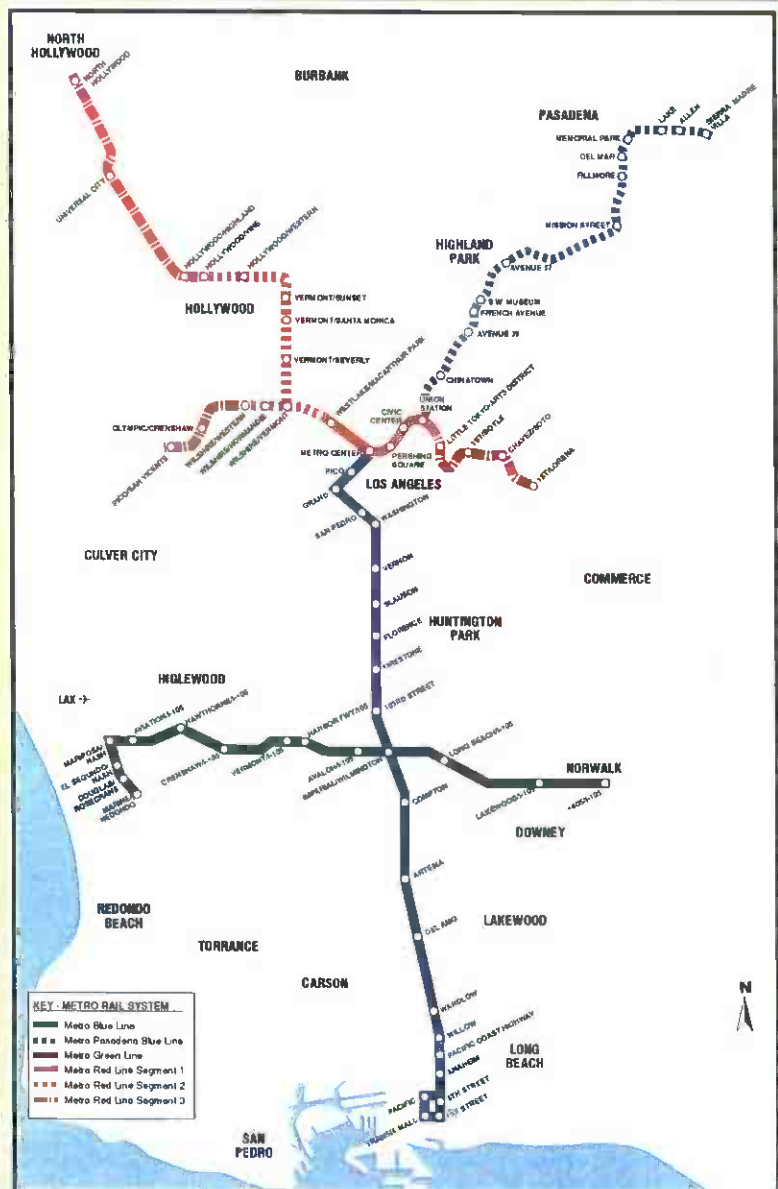 NORTH
HOLLYWOOD
NORTH
HOLLYWOOD
BURBANK
PASADENA
LAKE
ALLEN
SIERRA MADRE
VILLA
MEMORIAL PARK
DEL MAR
FILLMORE
UNIVERSAL CITY
MISSION STREET
HOLLYWOOD/HIGHLAND
HOLLYWOOD/VINE
HOLLYWOOD/WESTERN
HIGHLAND
PARK
AVENUE 57
HOLLYWOOD
VERMONT/SUNSET
S.W. MUSEUM
FRENCH AVENUE
VERMONT/SANTA MONICA
AVENUE 26
VERMONT/BEVERLY
CHINATOWN
WESTLAKE/MACARTHUR PARK
UNION
STATION
CIVIC
CENTER
LITTLE TOKYO-ARTS DISTRICT
1ST/BOYLE
CHAVEZ/SOTO
OLYMPIC/CRENSHAW
PICO/SAN VICENTE
WILSHIRE/WESTERN
WILSHIRE/NORMANDIE
WILSHIRE/VERMONT
METRO CENTER
PERSHING
SQUARE
1ST/LORENA
PICO
LOS ANGELES
GRAND
SAN PEDRO
WASHINGTON
CULVER CITY
VERNON
COMMERCE
SLAUSON
FLORENCE
HUNTINGTON
PARK
FIRESTONE
INGLEWOOD
LAX
103RD STREET
AVIATION/I-105
HAWTHORNE/I-105
HARBOR FWY/I-105
MARIPOSA/
NASH
EL SEGUNDO/
NASH
DOUGLAS/
ROSECRANS
MARINE/
REDONDO
CRENSHAW/I-105
VERMONT/I-105
AVALON/I-105
IMPERIAL/WILMINGTON
LONG BEACH/I-105
NORWALK
LAKEWOOD/I-105
I-605/I-105
COMPTON
DOWNEY
ARTESIA
REDONDO
BEACH
LAKEWOOD
DEL AMO
TORRANCE
CARSON
WARDLOW
N
KEY - METRO RAIL SYSTEM
Metro Blue Line
Metro Pasadena Blue Line
Metro Green Line
Metro Red Line Segment 1
Metro Red Line Segment 2
Metro Red Line Segment 3
WILLOW
PACIFIC COAST HIGHWAY
LONG
BEACH
ANAHEIM
PACIFIC
5TH STREET
TRANSIT MALL
1ST STREET
SAN
PEDRO